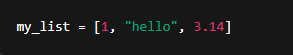 my_list = [1, "hello", 3.14]